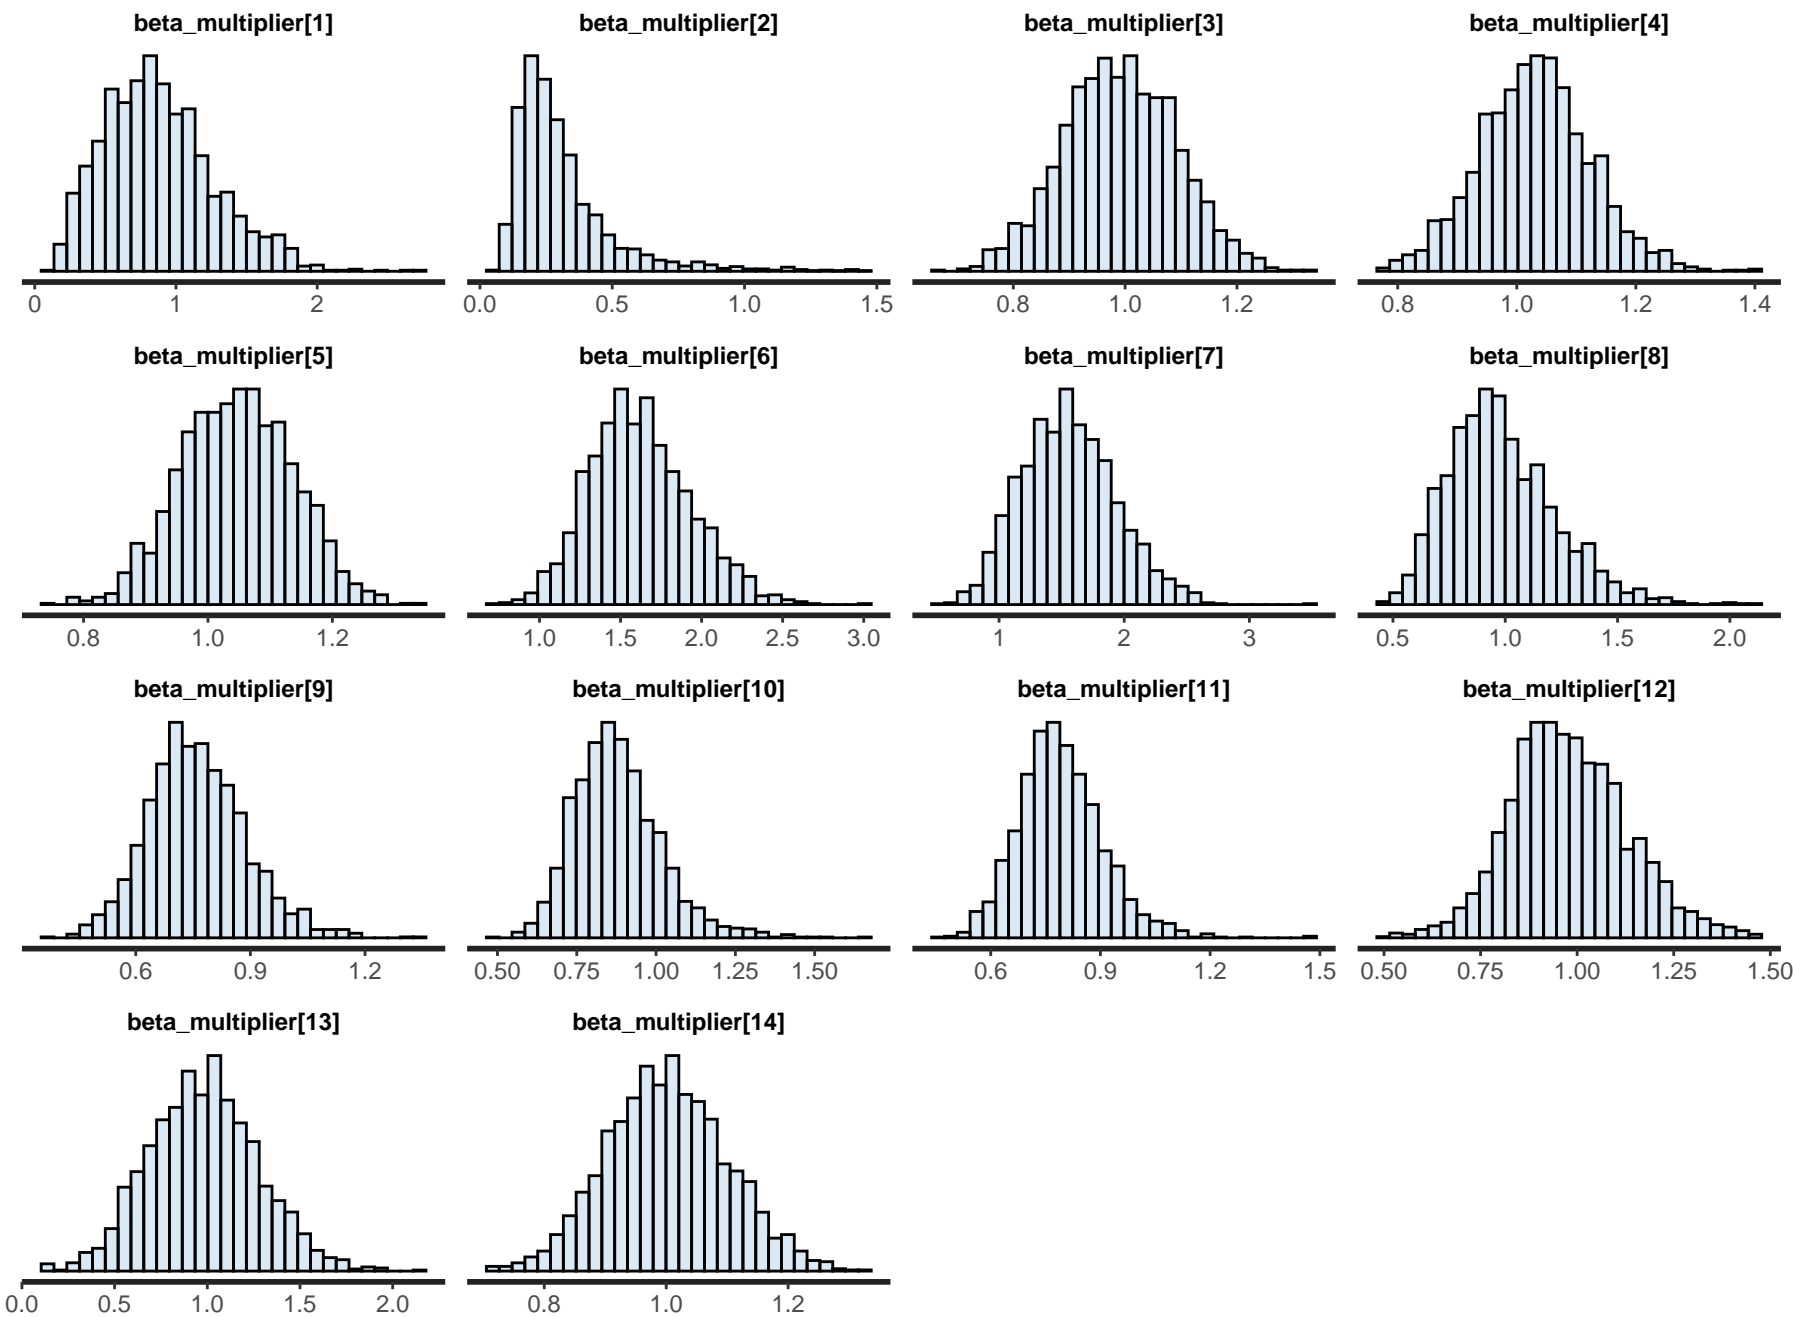 beta_multiplier[1] beta_multiplier[2] beta_multiplier[3] beta_multiplier[4]
0 1 2 0.0 0.5 1.0 1.5 0.8 1.0 1.2 0.8 1.0 1.2 1.4
beta_multiplier[5] beta_multiplier[6] beta_multiplier[7] beta_multiplier[8]
0.8 1.0 1.2 1.0 1.5 2.0 2.5 3.0 1 2 3 0.5 1.0 1.5 2.0
beta_multiplier[9] beta_multiplier[10] beta_multiplier[11] beta_multiplier[12]
0.6 0.9 1.2 0.50 0.75 1.00 1.25 1.50 0.6 0.9 1.2 1.5 0.50 0.75 1.00 1.25 1.50
beta_multiplier[13] beta_multiplier[14]
0.0 0.5 1.0 1.5 2.0 0.8 1.0 1.2